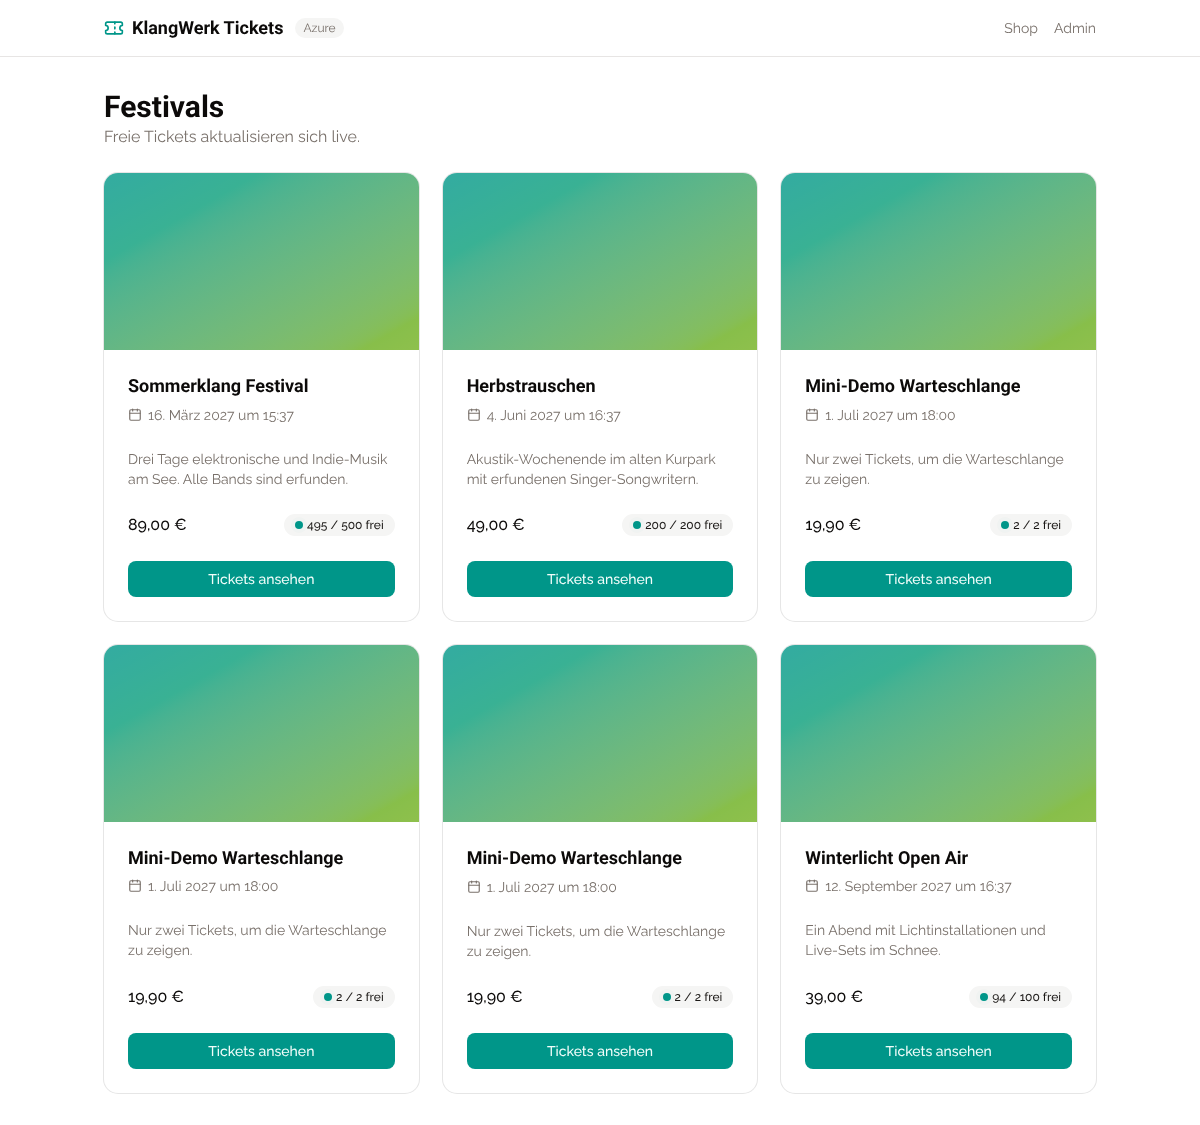 KlangWerk Tickets Azure Shop Admin
Festivals
Freie Tickets aktualisieren sich live.
Sommerklang Festival
16. März 2027 um 15:37
Drei Tage elektronische und Indie-Musik
am See. Alle Bands sind erfunden.
89,00 €
495 / 500 frei
Tickets ansehen
Herbstrauschen
4. Juni 2027 um 16:37
Akustik-Wochenende im alten Kurpark
mit erfundenen Singer-Songwritern.
49,00 €
200 / 200 frei
Tickets ansehen
Mini-Demo Warteschlange
1. Juli 2027 um 18:00
Nur zwei Tickets, um die Warteschlange
zu zeigen.
19,90 €
2 / 2 frei
Tickets ansehen
Mini-Demo Warteschlange
1. Juli 2027 um 18:00
Nur zwei Tickets, um die Warteschlange
zu zeigen.
19,90 €
2 / 2 frei
Tickets ansehen
Mini-Demo Warteschlange
1. Juli 2027 um 18:00
Nur zwei Tickets, um die Warteschlange
zu zeigen.
19,90 €
2 / 2 frei
Tickets ansehen
Winterlicht Open Air
12. September 2027 um 16:37
Ein Abend mit Lichtinstallationen und
Live-Sets im Schnee.
39,00 €
94 / 100 frei
Tickets ansehen